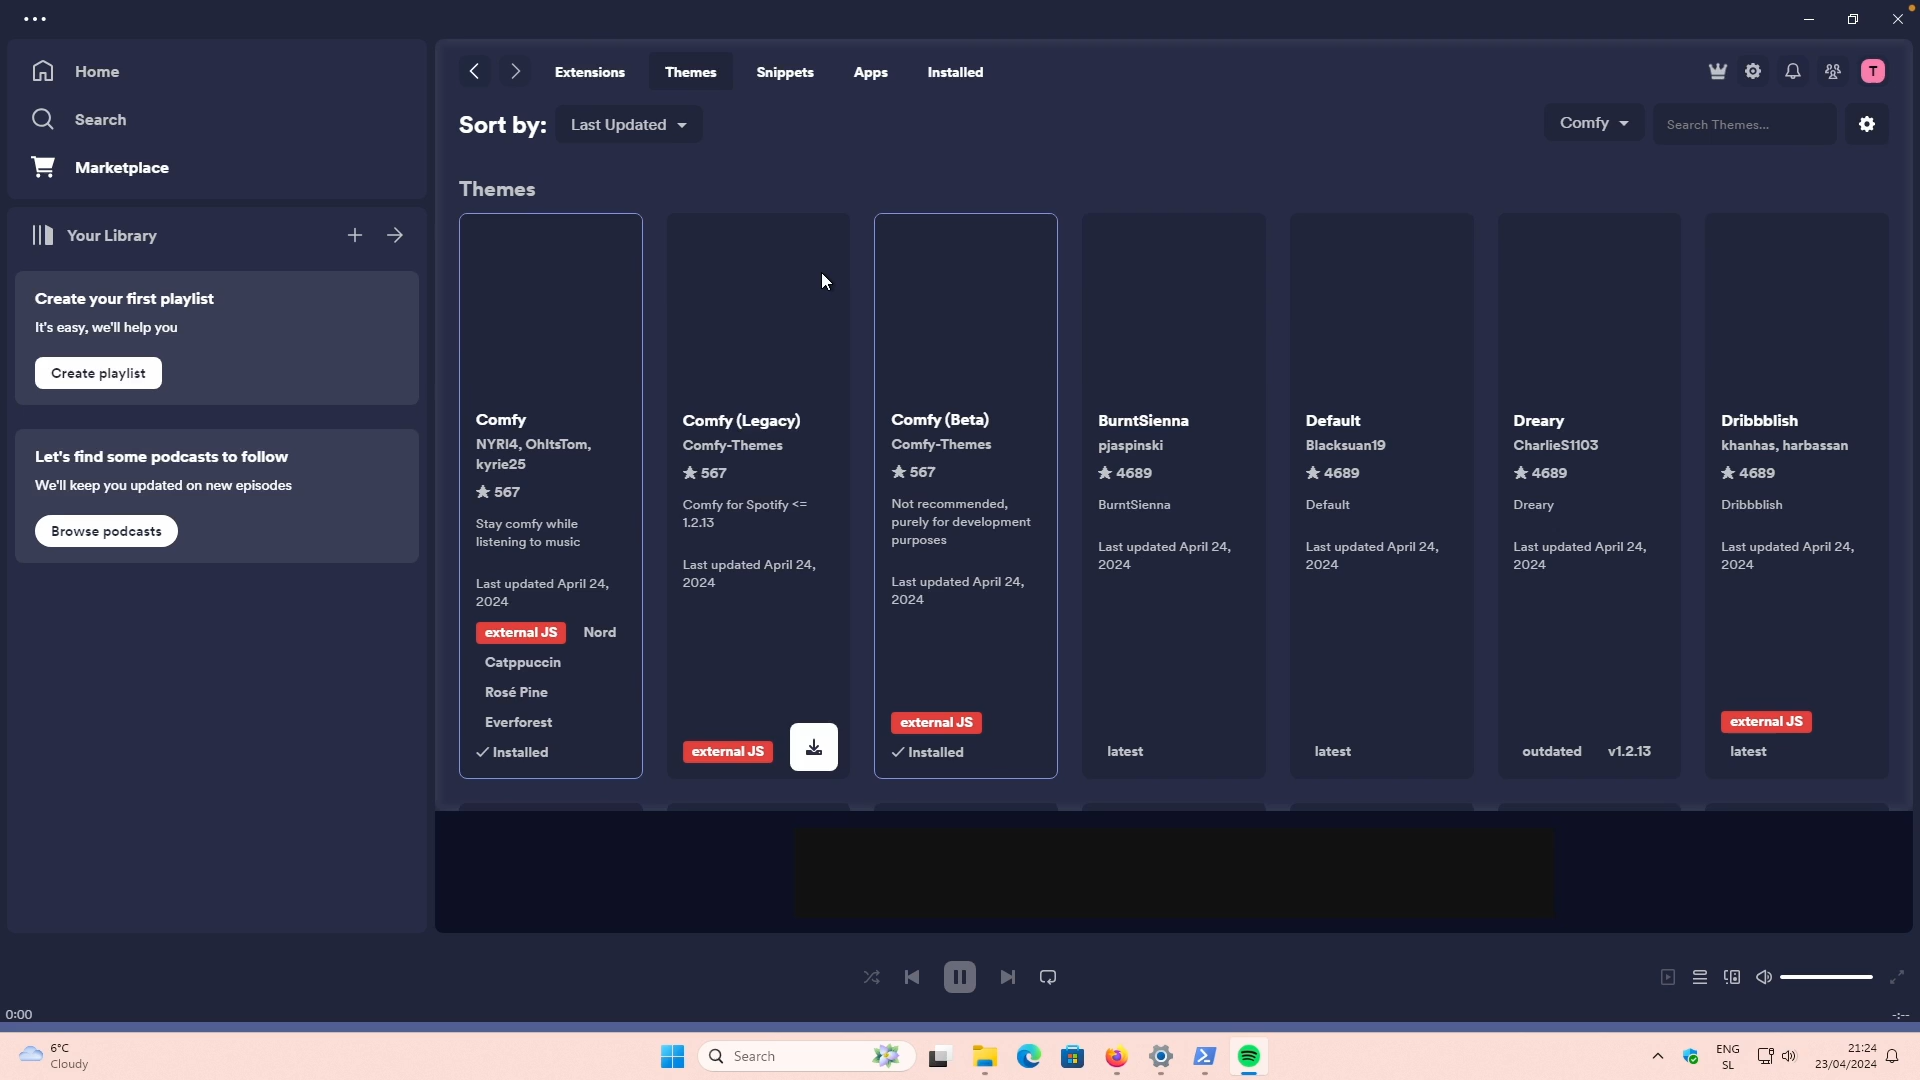 Home
Search
Marketplace
Your Library
Create your first playlist
It's easy, we'll help you
Create playlist
Let's find some podcasts to follow
We'll keep you updated on new episodes
Browse podcasts
Extensions
Themes
Snippets
Apps
Installed
T
Sort by:
Last Updated
Comfy
Search Themes...
Themes
Comfy
NYRI4, OhItsTom,
kyrie25
567
Stay comfy while
listening to music
Last updated April 24,
2024
external JS
Nord
Catppuccin
Rosé Pine
Everforest
Installed
Comfy (Legacy)
Comfy-Themes
567
Comfy for Spotify <=
1.2.13
Last updated April 24,
2024
external JS
Comfy (Beta)
Comfy-Themes
567
Not recommended,
purely for development
purposes
Last updated April 24,
2024
external JS
Installed
BurntSienna
pjaspinski
4689
BurntSienna
Last updated April 24,
2024
latest
Default
Blacksuan19
4689
Default
Last updated April 24,
2024
latest
Dreary
CharlieS1103
4689
Dreary
Last updated April 24,
2024
outdated
v1.2.13
Dribbblish
khanhas, harbassan
4689
Dribbblish
Last updated April 24,
2024
external JS
latest
0:00
-:--
6°C
Cloudy
Search
ENG
SL
21:24
23/04/2024